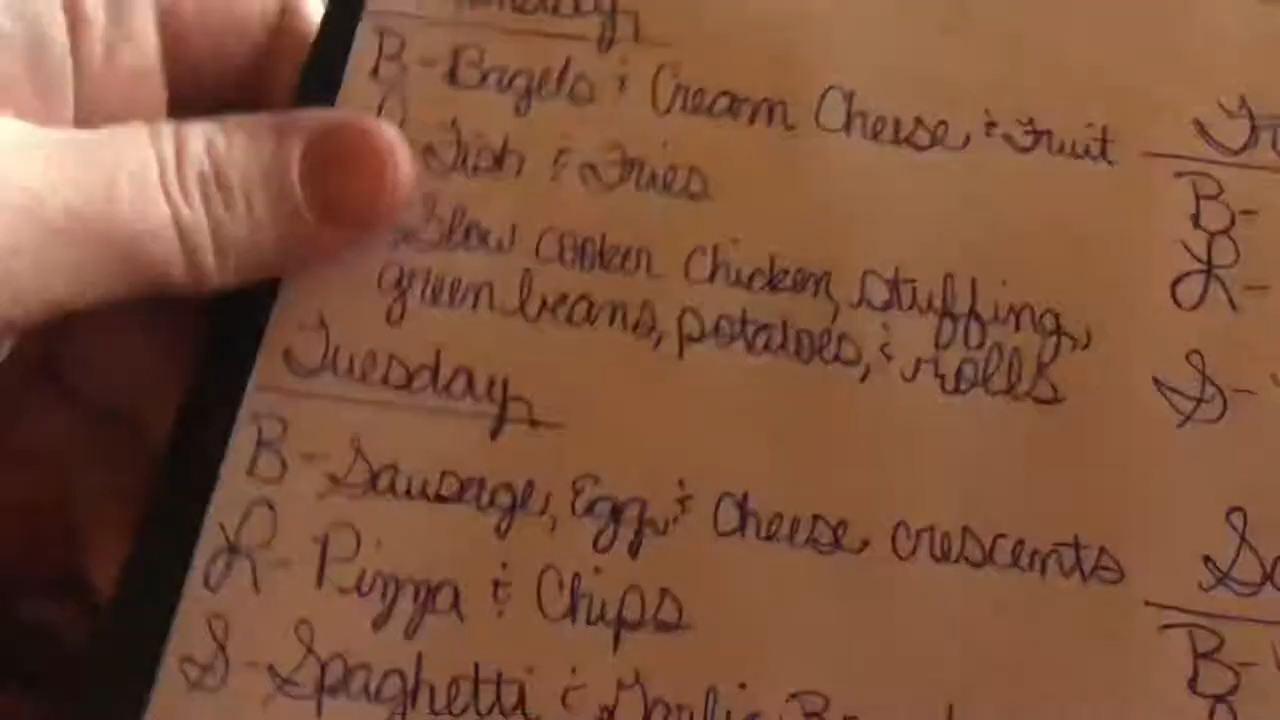 B-Bagels & Cream Cheese & Fruit
Fish & Fries
Slow cooker chicken, stuffing,
green beans, potatoes, & rolls
Tuesday
B-Sausage, Egg, & Cheese crescents
L-Pizza & Chips
S-Spaghetti & Garlic
B-
L-
S-
B-